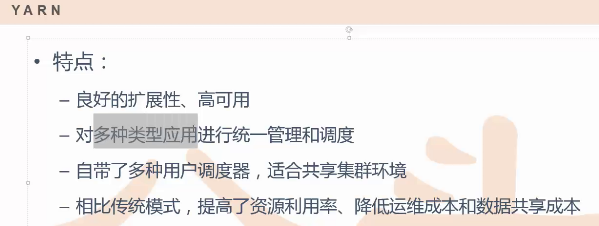 YARN
• 特点：
– 良好的扩展性、高可用
– 对多种类型应用进行统一管理和调度
– 自带了多种用户调度器，适合共享集群环境
– 相比传统模式，提高了资源利用率、降低运维成本和数据共享成本